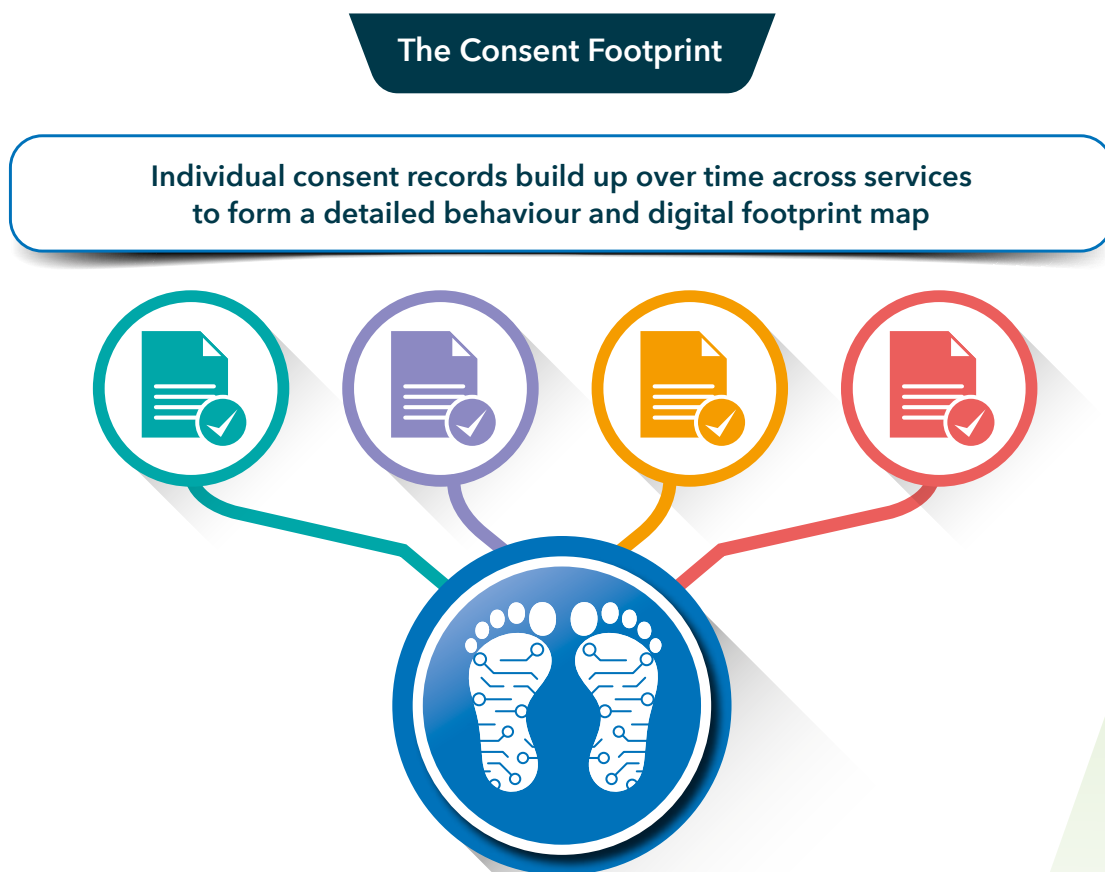 The Consent Footprint
Individual consent records build up over time across services
to form a detailed behaviour and digital footprint map